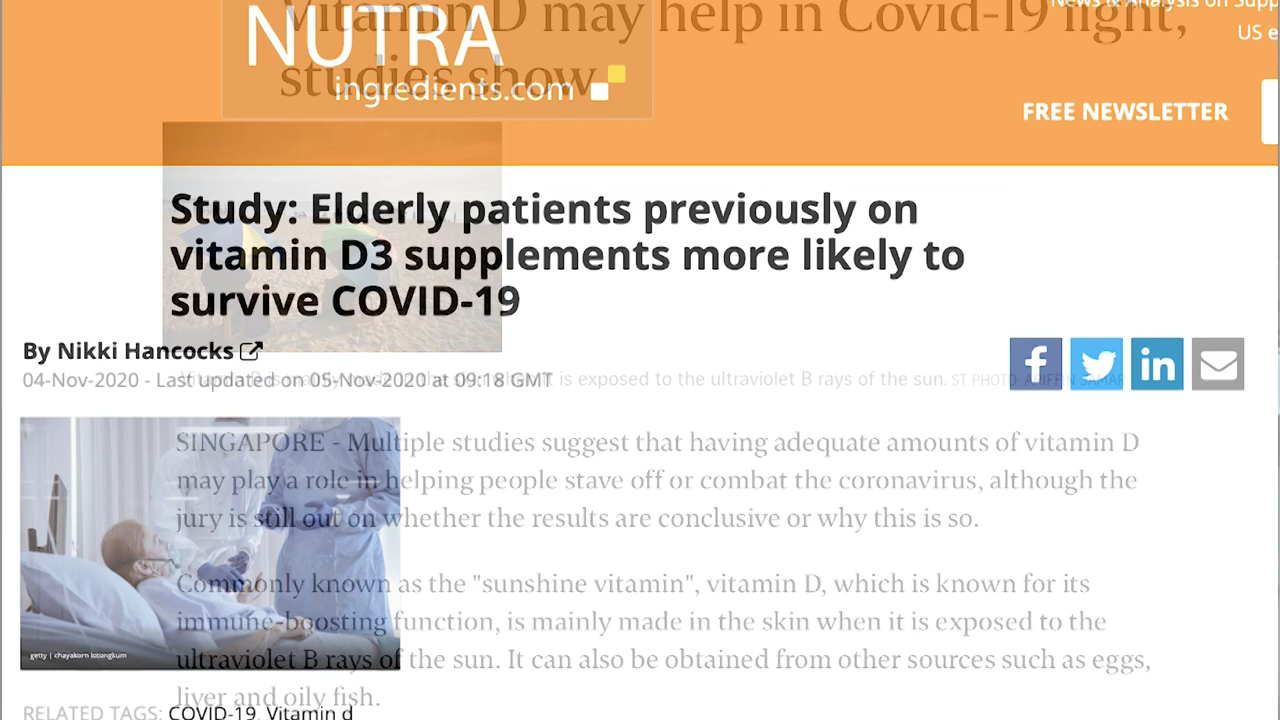 Vitamin D may help in Covid-19 fight,
studies show
NUTRA
ingredients.com
News & Analysis on Supp
US e
FREE NEWSLETTER
Study: Elderly patients previously on
vitamin D3 supplements more likely to
survive COVID-19
By Nikki Hancocks
04-Nov-2020 - Last updated on 05-Nov-2020 at 09:18 GMT
is exposed to the ultraviolet B rays of the sun. ST PHOTO: ARIFFIN JAMAR
SINGAPORE - Multiple studies suggest that having adequate amounts of vitamin D
may play a role in helping people stave off or combat the coronavirus, although the
jury is still out on whether the results are conclusive or why this is so.
Commonly known as the "sunshine vitamin", vitamin D, which is known for its
immune-boosting function, is mainly made in the skin when it is exposed to the
ultraviolet B rays of the sun. It can also be obtained from other sources such as eggs,
liver and oily fish.
getty | chayakorn lotongkum
RELATED TAGS: COVID-19, Vitamin d